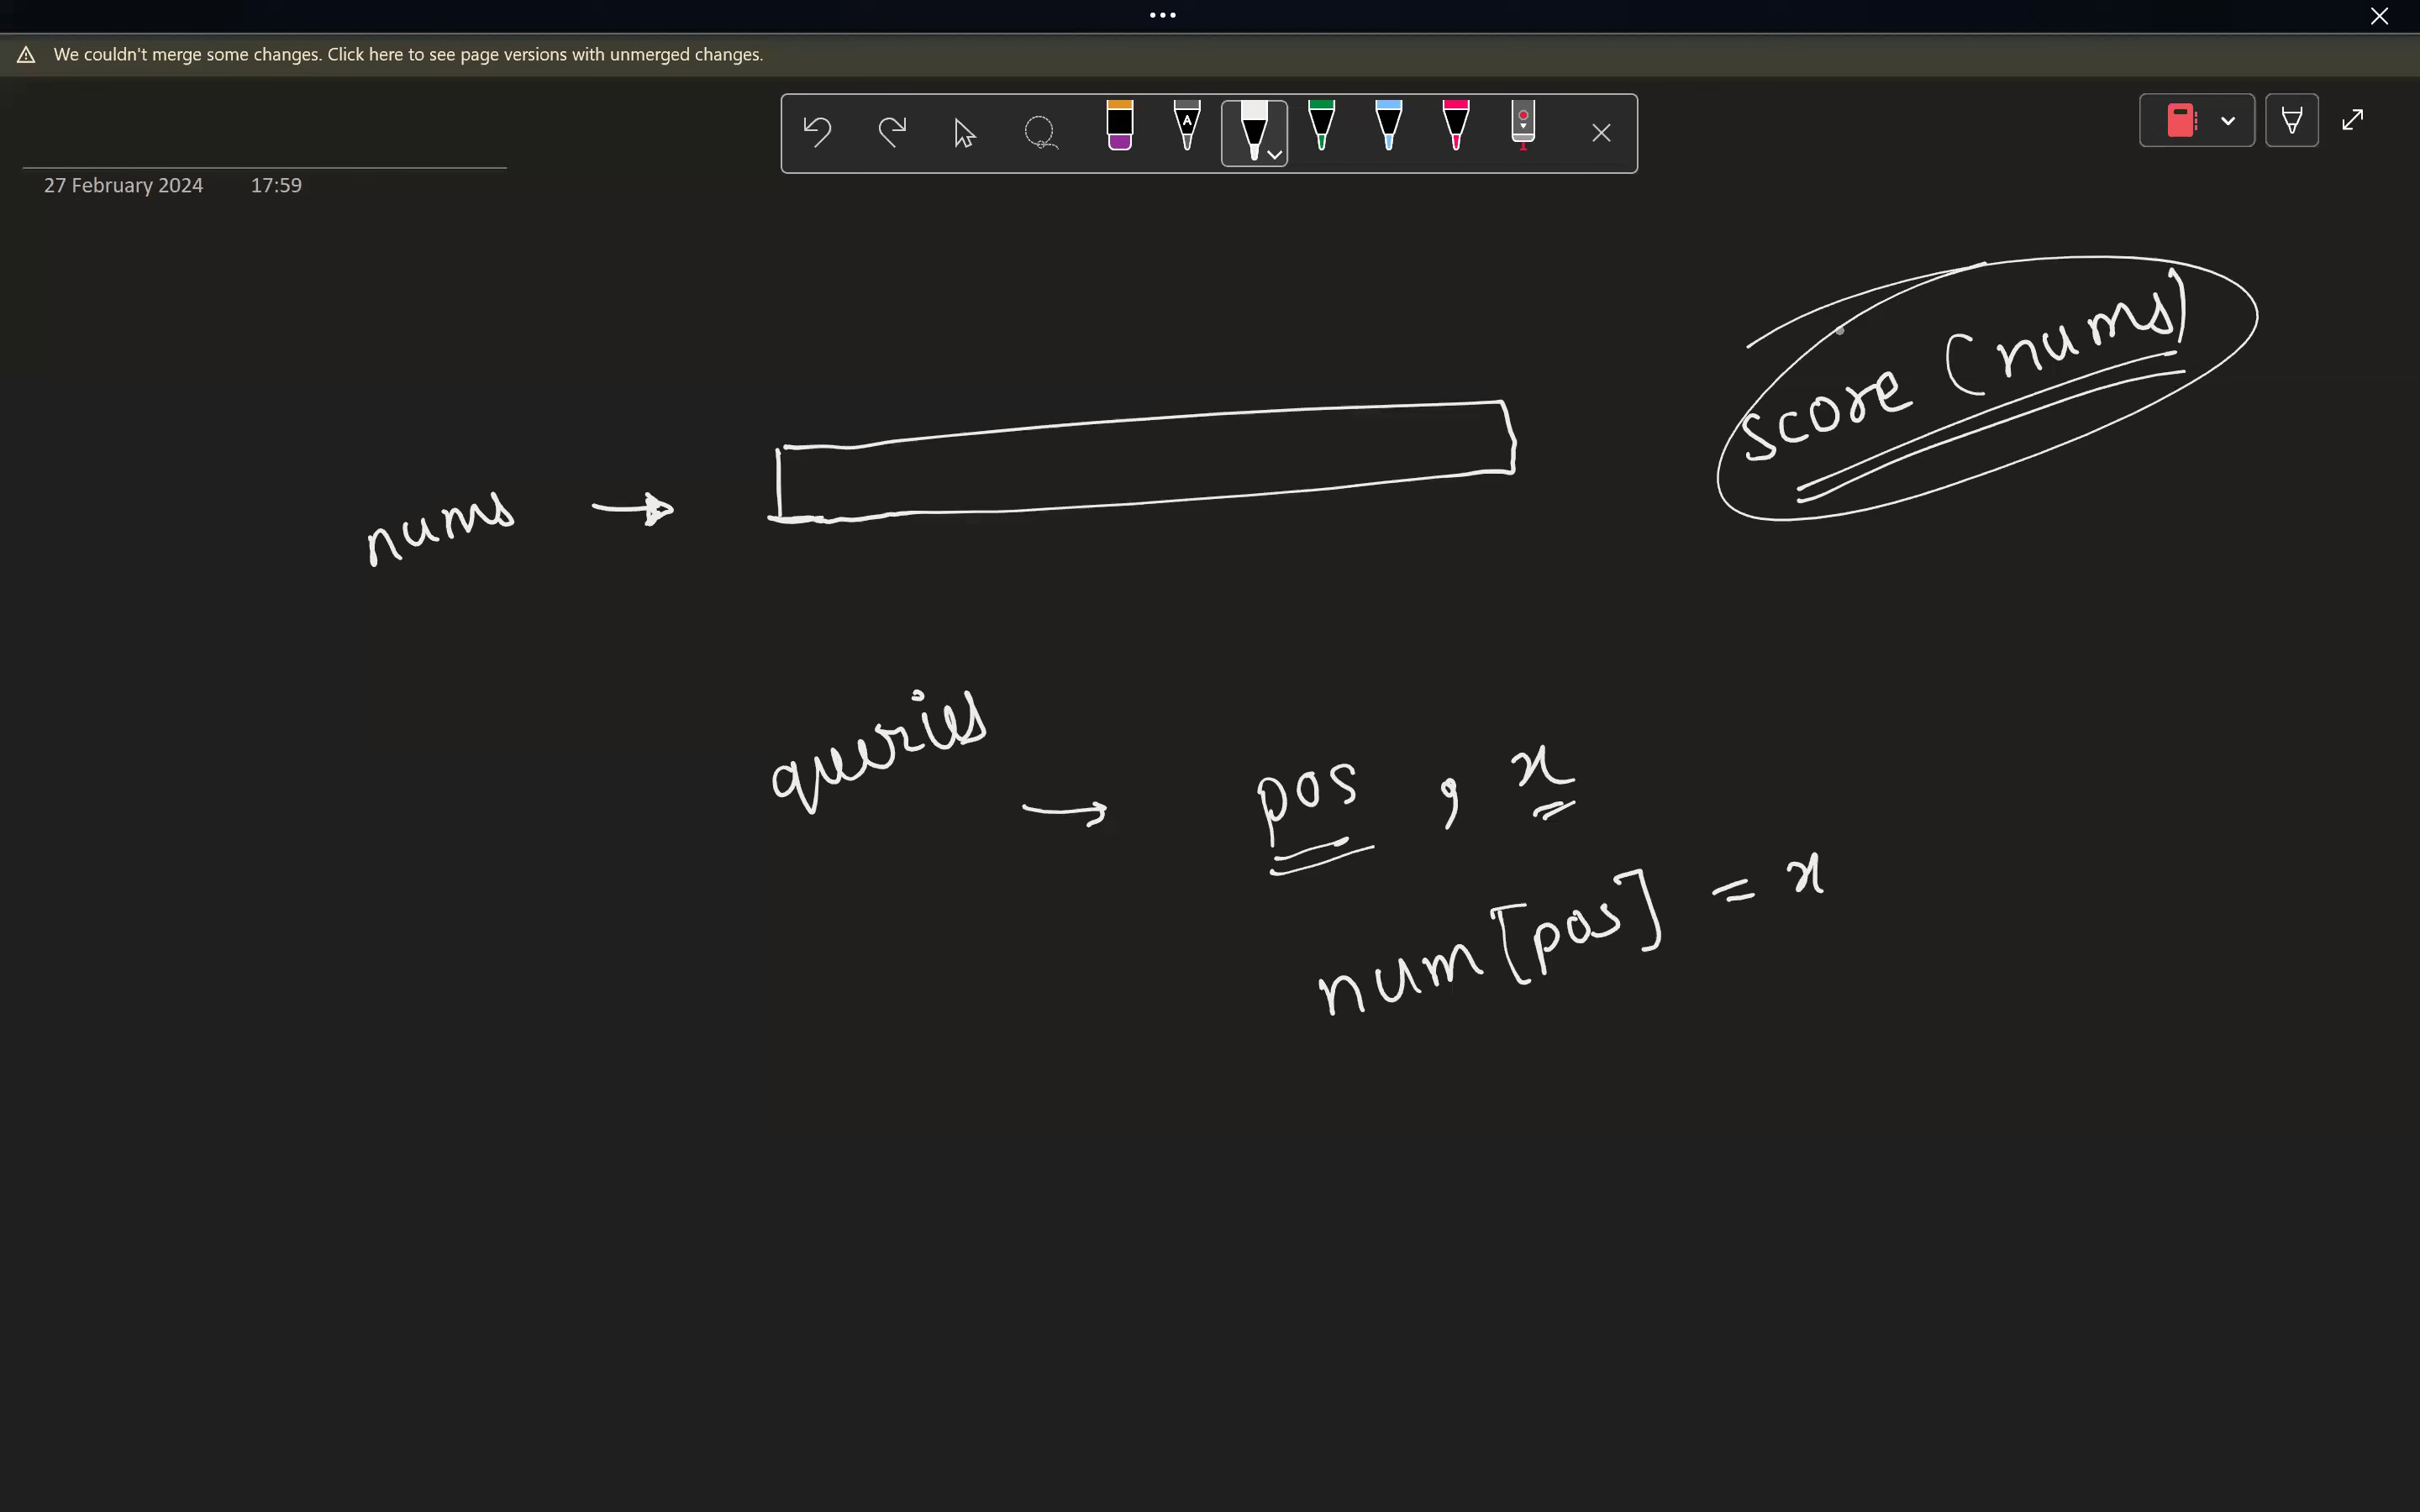 We couldn't merge some changes. Click here to see page versions with unmerged changes.
A
27 February 2024 17:59
score (nums)
nums →
queries → pos , x
num[pos] = x